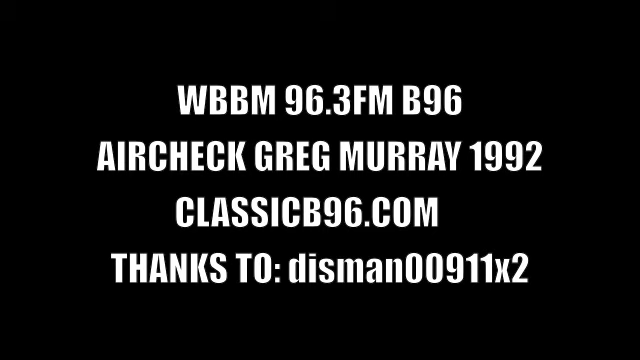 WBBM 96.3FM B96
AIRCHECK GREG MURRAY 1992
CLASSICB96.COM
THANKS TO: disman00911x2